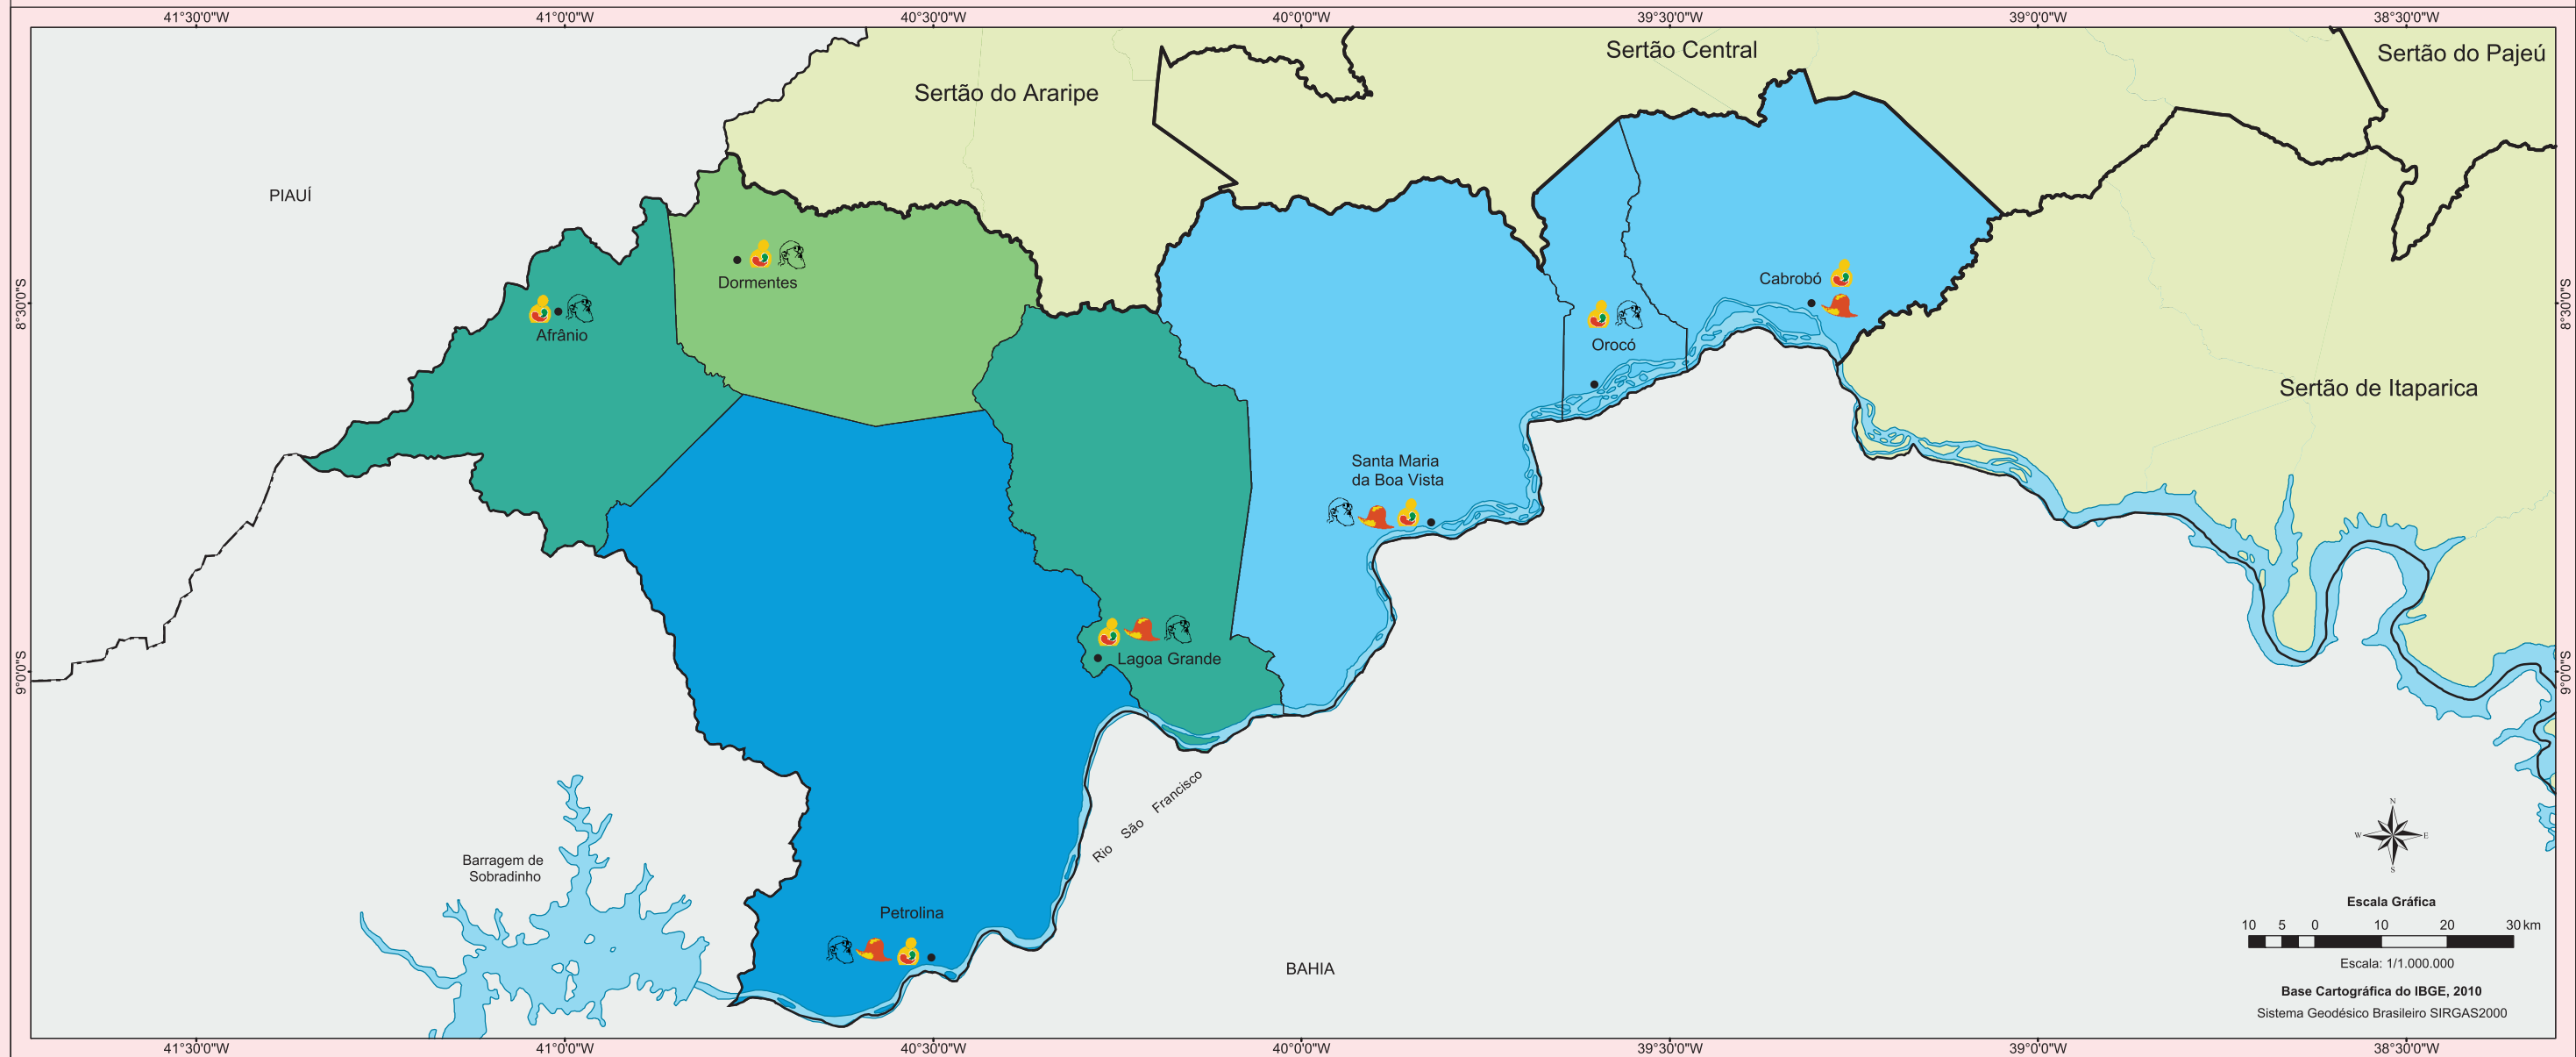 41°30'0"W
41°0'0"W
40°30'0"W
40°0'0"W
39°30'0"W
39°0'0"W
38°30'0"W
Sertão Central
Sertão do Pajeú
Sertão do Araripe
PIAUÍ
Dormentes
Cabrobó
8°30'0"S
8°30'0"S
Afrânio
Orocó
Sertão de Itaparica
Santa Maria
da Boa Vista
Lagoa Grande
9°0'0"S
9°0'0"S
Rio São Francisco
N
W
E
S
Barragem de
Sobradinho
Petrolina
BAHIA
Escala Gráfica
10 5 0 10 20 30 km
Escala: 1/1.000.000
Base Cartográfica do IBGE, 2010
Sistema Geodésico Brasileiro SIRGAS2000
41°30'0"W
41°0'0"W
40°30'0"W
40°0'0"W
39°30'0"W
39°0'0"W
38°30'0"W